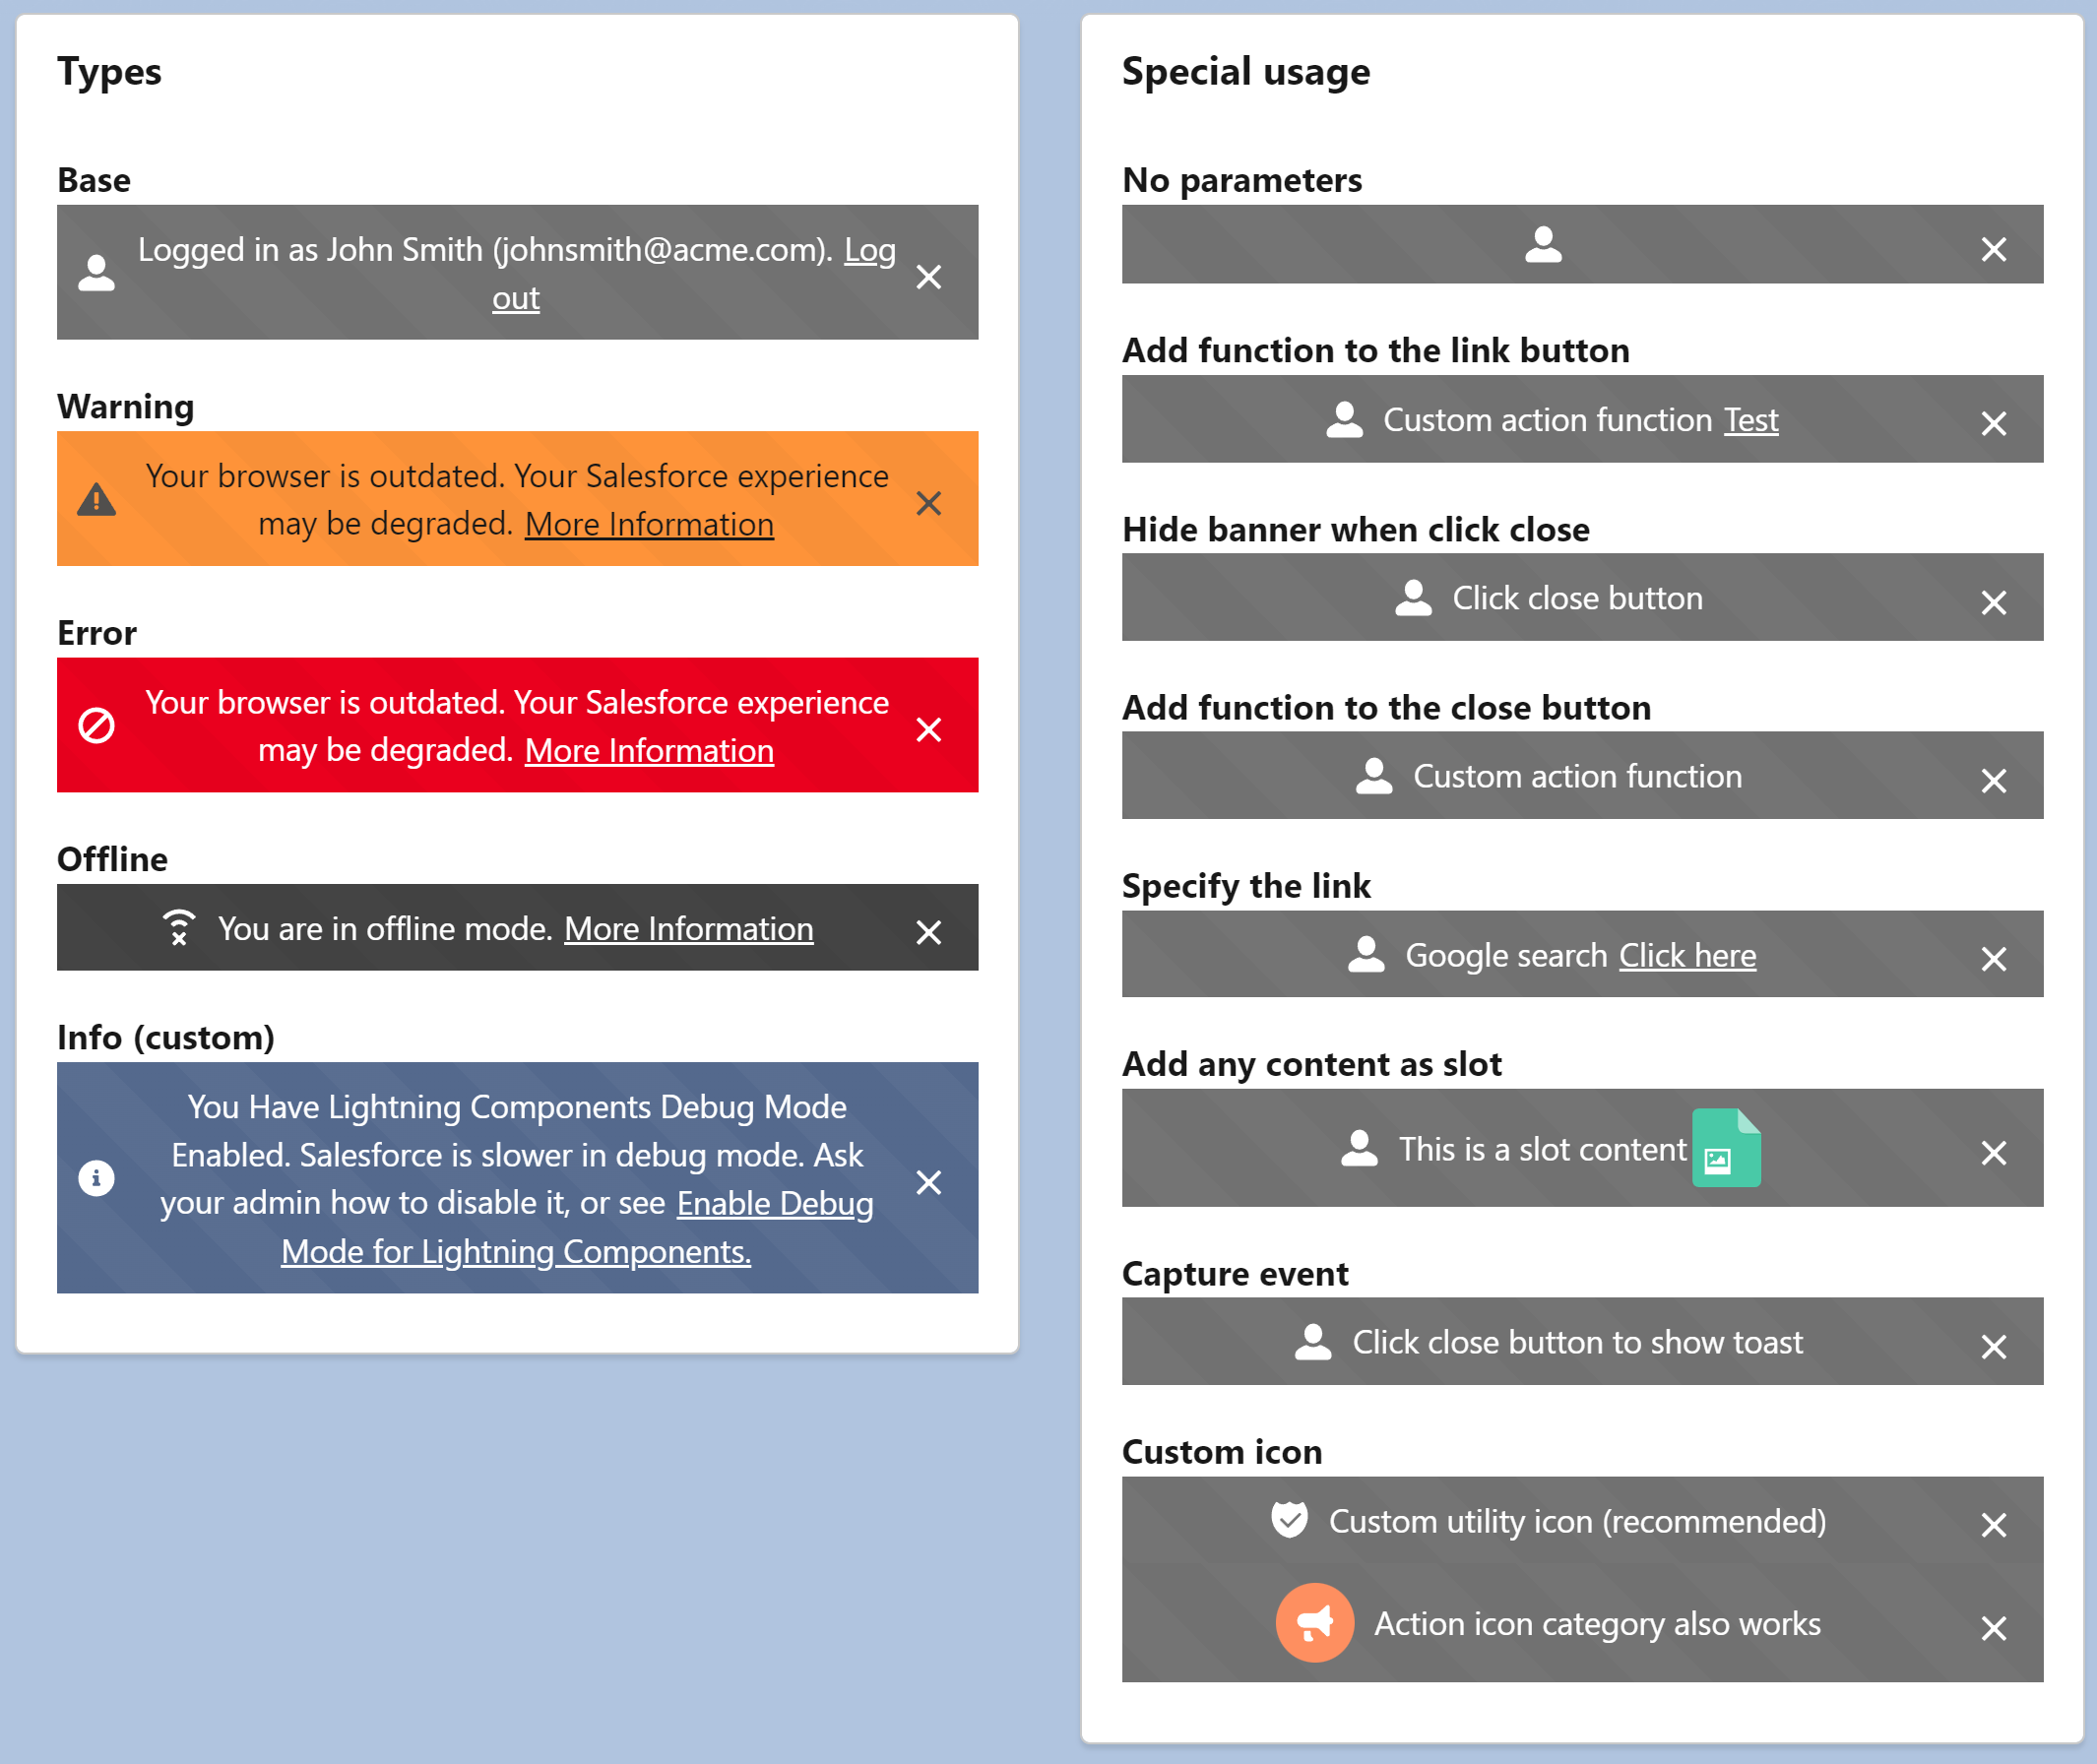 Types
Base
Logged in as John Smith (johnsmith@acme.com). Log
out
Warning
Your browser is outdated. Your Salesforce experience
may be degraded. More Information
Error
Your browser is outdated. Your Salesforce experience
may be degraded. More Information
Offline
You are in offline mode. More Information
Info (custom)
You Have Lightning Components Debug Mode
Enabled. Salesforce is slower in debug mode. Ask
your admin how to disable it, or see Enable Debug
Mode for Lightning Components.
Special usage
No parameters
Add function to the link button
Custom action function Test
Hide banner when click close
Click close button
Add function to the close button
Custom action function
Specify the link
Google search Click here
Add any content as slot
This is a slot content
Capture event
Click close button to show toast
Custom icon
Custom utility icon (recommended)
Action icon category also works